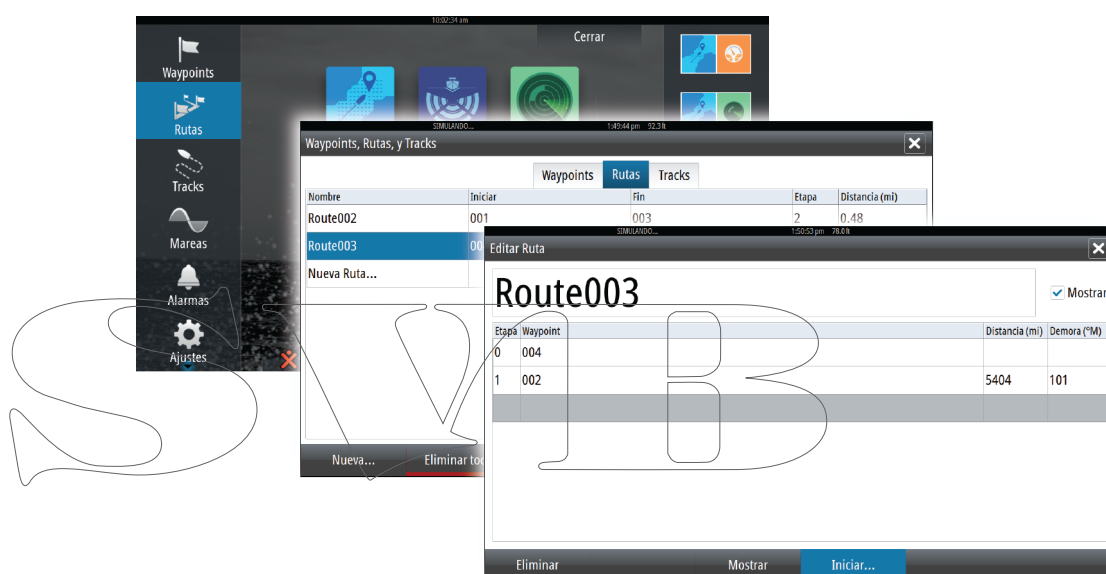 10:02:34 am
Cerrar
Waypoints
Rutas
Tracks
Mareas
Alarmas
Ajustes
SIMULANDO... 1:49:44 pm 92.3 ft
Waypoints, Rutas, y Tracks
Waypoints Rutas Tracks
Nombre Iniciar Fin Etapa Distancia (mi)
Route002 001 003 2 0.48
Route003
Nueva Ruta...
Nueva... Eliminar
SIMULANDO... 1:50:53 pm 78.0 ft
Editar Ruta
Route003
Mostrar
Etapa Waypoint Distancia (mi) Demora (°M)
0 004
1 002 5404 101
Eliminar Mostrar Iniciar...